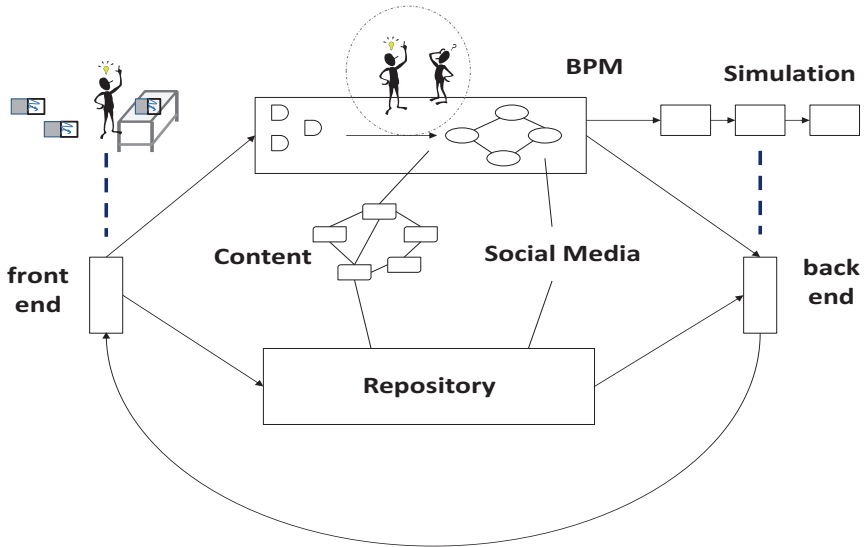 BPM
Simulation
Content
Social Media
front
end
back
end
Repository